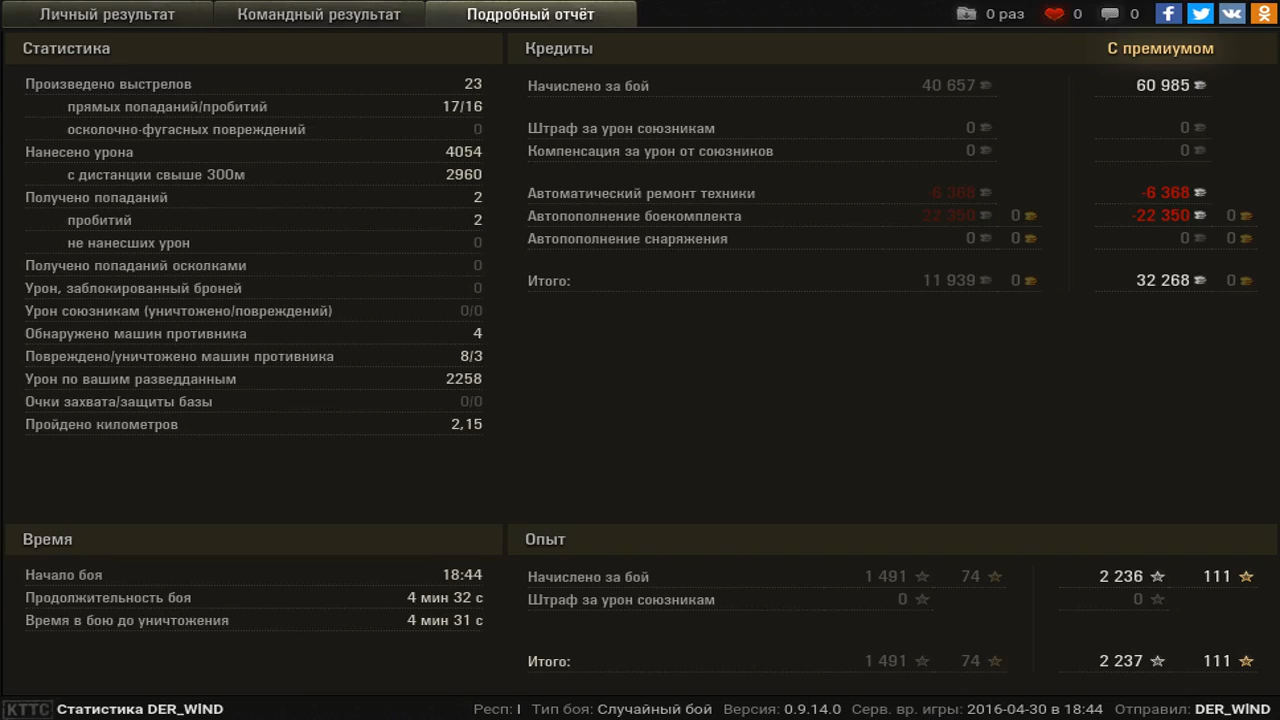 Личный результат Командный результат Подробный отчёт 0 раз 0 0
Статистика
Произведено выстрелов 23
прямых попаданий/пробитий 17/16
осколочно-фугасных повреждений 0
Нанесено урона 4054
с дистанции свыше 300м 2960
Получено попаданий 2
пробитий 2
не нанесших урон 0
Получено попаданий осколками 0
Урон, заблокированный броней 0
Урон союзникам (уничтожено/повреждений) 0/0
Обнаружено машин противника 4
Повреждено/уничтожено машин противника 8/3
Урон по вашим разведданным 2258
Очки захвата/защиты базы 0/0
Пройдено километров 2,15
Кредиты С премиумом
Начислено за бой 40 657 60 985
Штраф за урон союзникам 0 0
Компенсация за урон от союзников 0 0
Автоматический ремонт техники -6 368 -6 368
Автопополнение боекомплекта -22 350 0 -22 350 0
Автопополнение снаряжения 0 0 0 0
Итого: 11 939 0 32 268 0
Время
Начало боя 18:44
Продолжительность боя 4 мин 32 с
Время в бою до уничтожения 4 мин 31 с
Опыт
Начислено за бой 1 491 74 2 236 111
Штраф за урон союзникам 0 0
Итого: 1 491 74 2 237 111
КТТС Статистика DER_WlND Респ: I Тип боя: Случайный бой Версия: 0.9.14.0 Серв. вр. игры: 2016-04-30 в 18:44 Отправил: DER_WlND